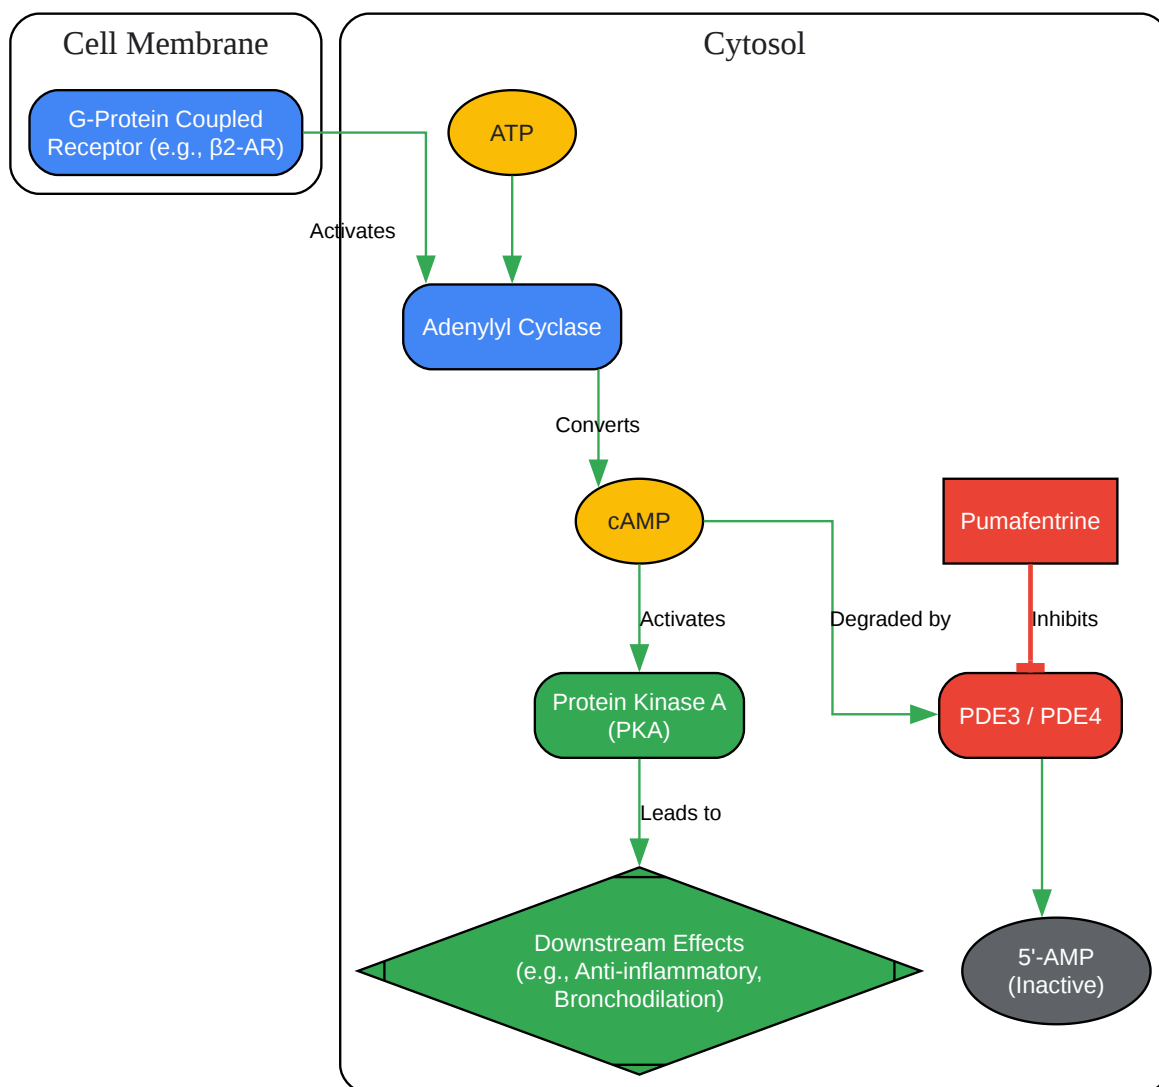 Cell Membrane
Cytosol
G-Protein Coupled
Receptor (e.g., β2-AR)
ATP
Activates
Adenylyl Cyclase
Converts
cAMP
Pumafentrine
Activates
Degraded by
Inhibits
Protein Kinase A
(PKA)
PDE3 / PDE4
Leads to
Downstream Effects
(e.g., Anti-inflammatory,
Bronchodilation)
5'-AMP
(Inactive)